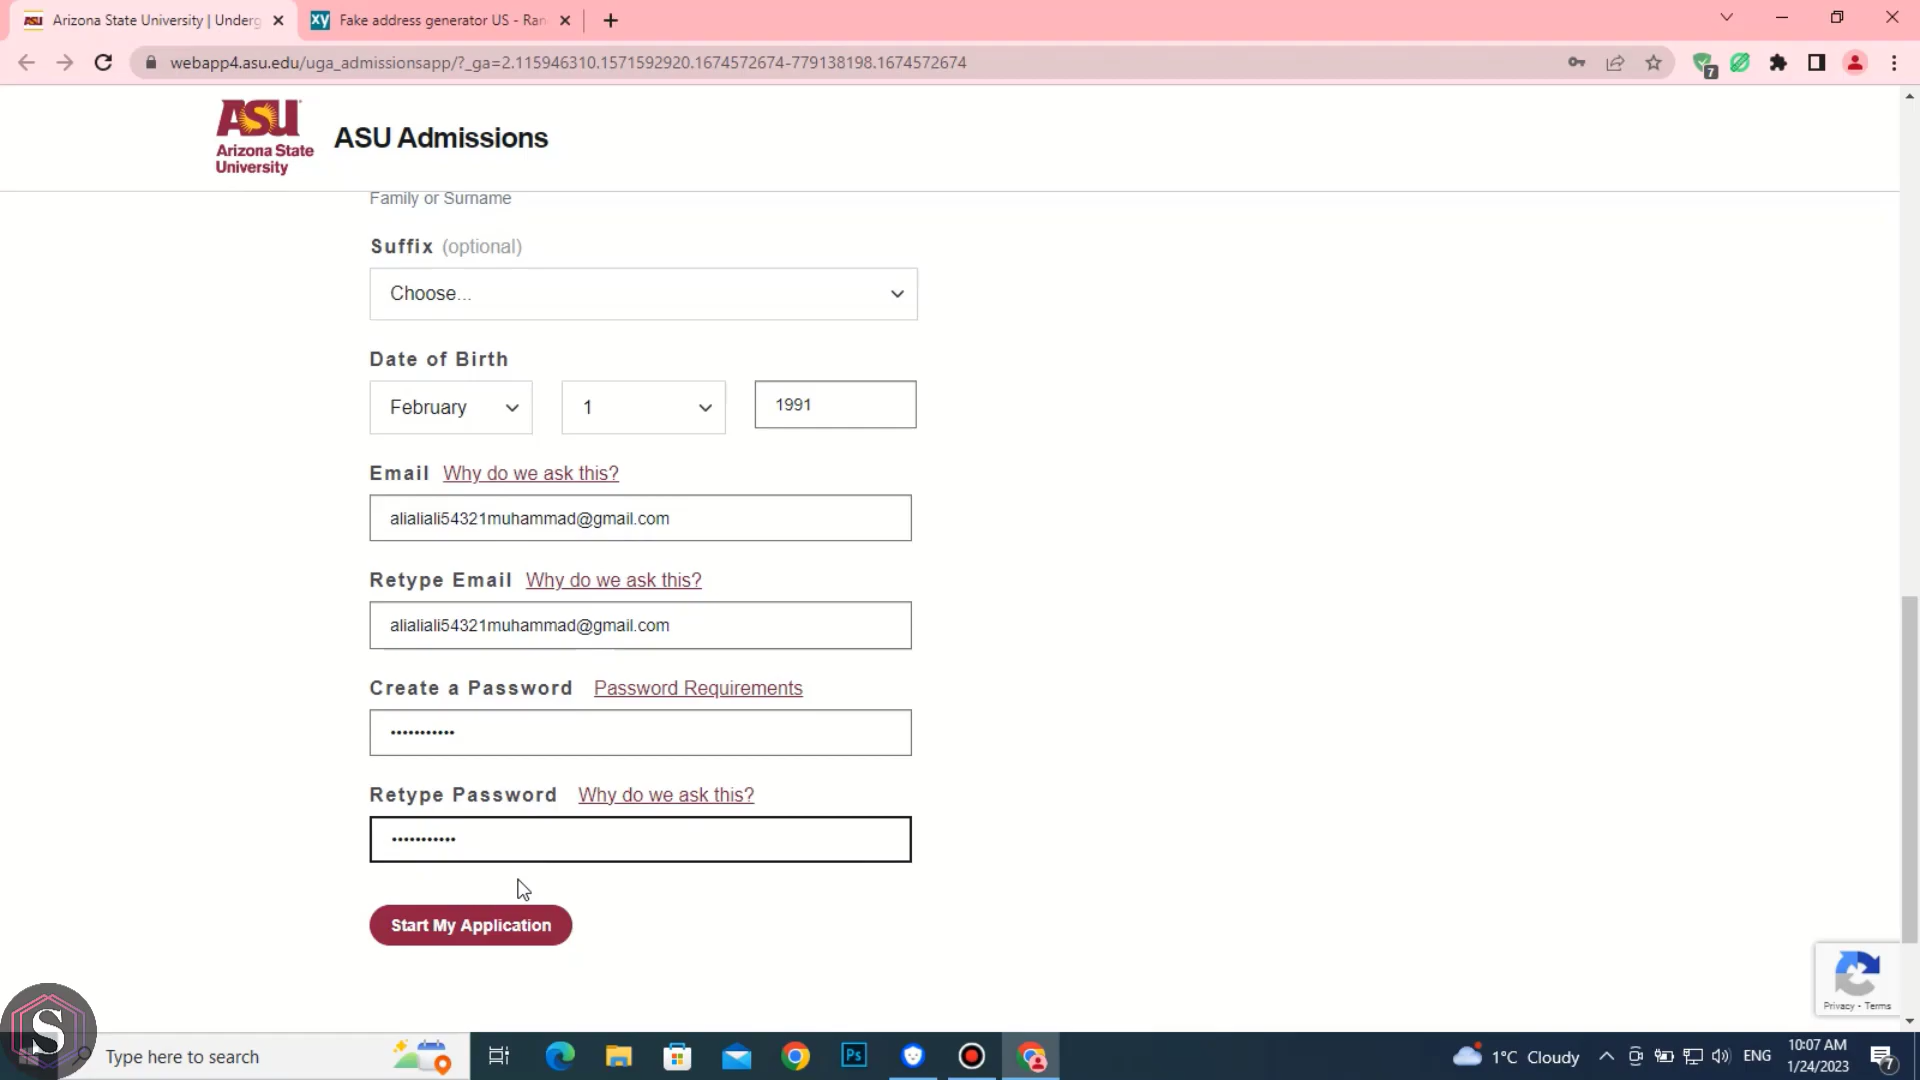 Arizona State University | Underg
Fake address generator US - Ran
webapp4.asu.edu/uga_admissionsapp/?_ga=2.115946310.1571592920.1674572674-779138198.1674572674
7
ASU
Arizona State
University
ASU Admissions
Family or Surname
Suffix (optional)
Choose...
Date of Birth
February
1
1991
Email Why do we ask this?
alialiali54321muhammad@gmail.com
Retype Email Why do we ask this?
alialiali54321muhammad@gmail.com
Create a Password Password Requirements
•••••••••••
Retype Password Why do we ask this?
•••••••••••
Start My Application
Privacy - Terms
S
Type here to search
Ps
1°C Cloudy
ENG
10:07 AM
1/24/2023
7